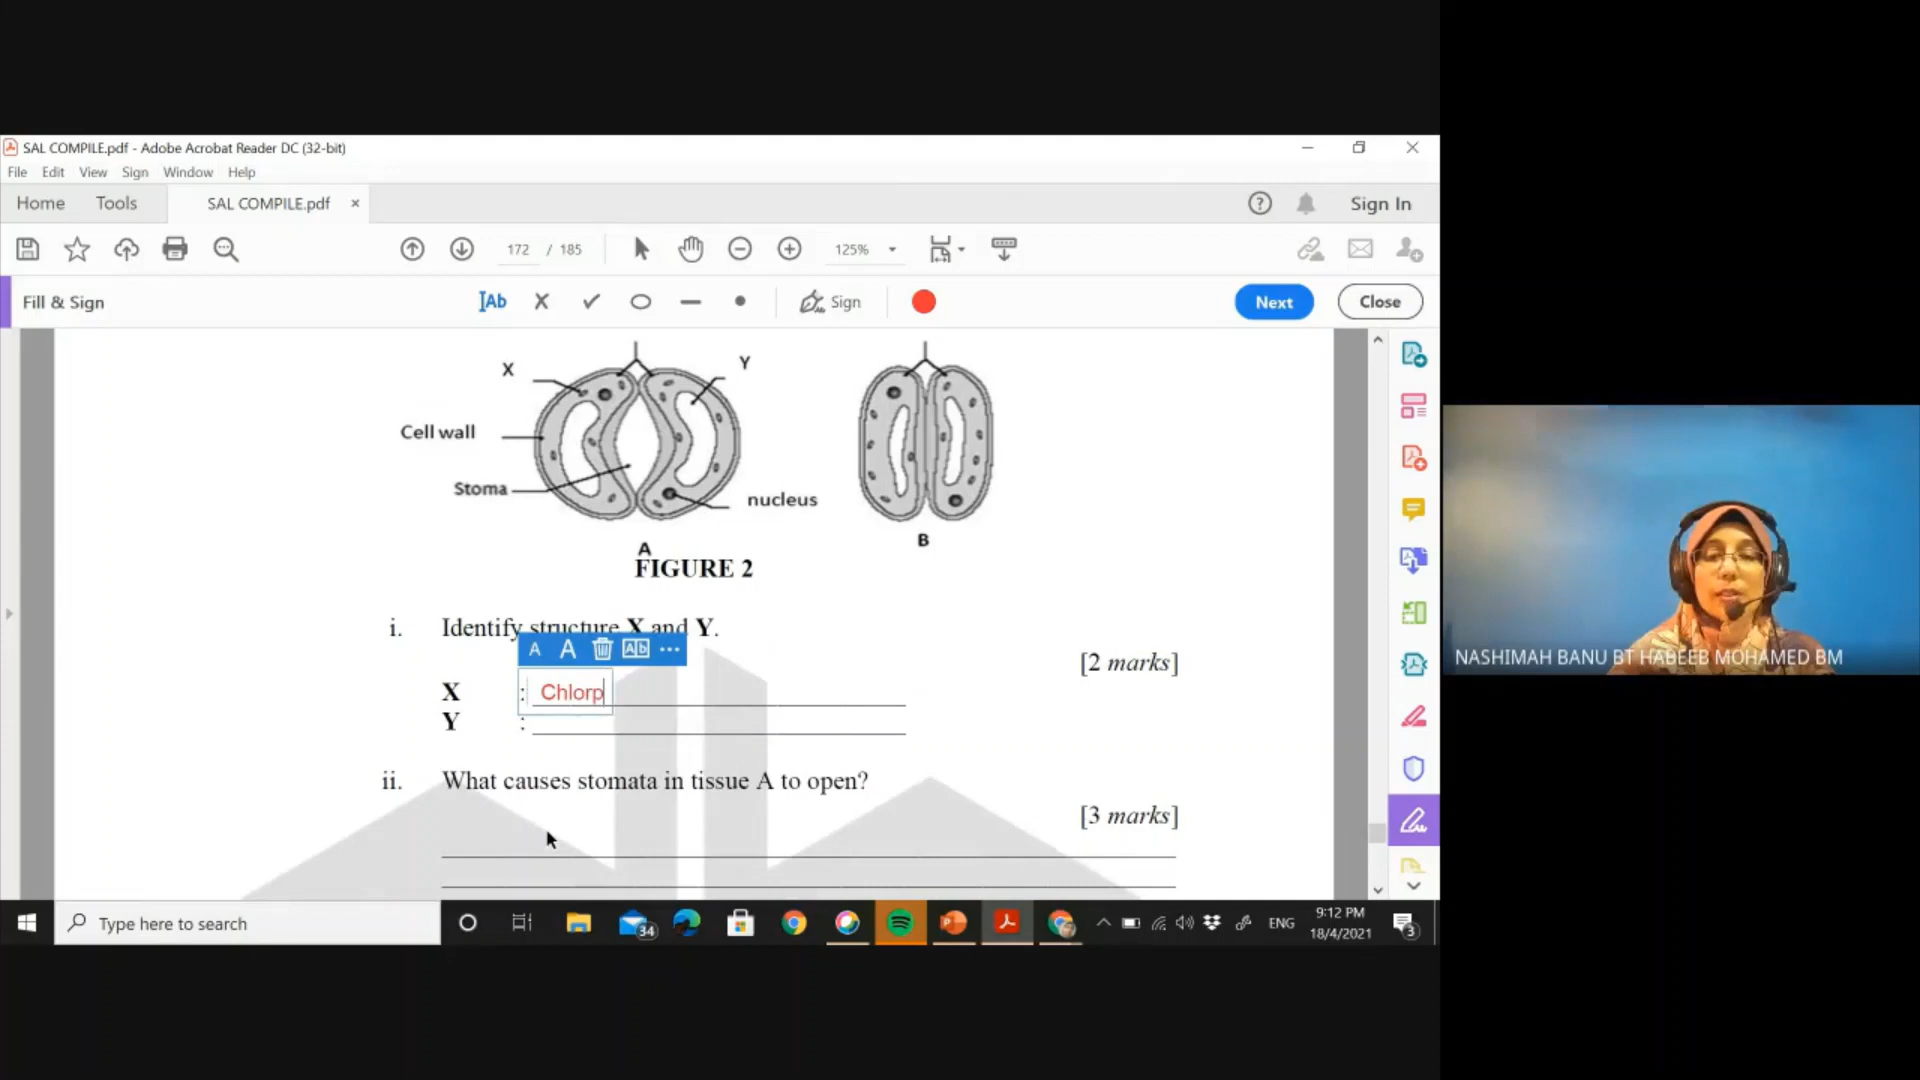 SAL COMPILE.pdf - Adobe Acrobat Reader DC (32-bit)
File Edit View Sign Window Help
Home Tools SAL COMPILE.pdf × Sign In
172 / 185 125%
Fill & Sign Ab Sign Next Close
X Y
Cell wall
Stoma
nucleus
A
B
FIGURE 2
i. Identify structure X and Y.
A A Ab ...
[2 marks]
X : Chlorp
Y :
ii. What causes stomata in tissue A to open?
[3 marks]
NASHIMAH BANU BT HABEEB MOHAMED BM
Type here to search 34 ENG 9:12 PM
18/4/2021 3